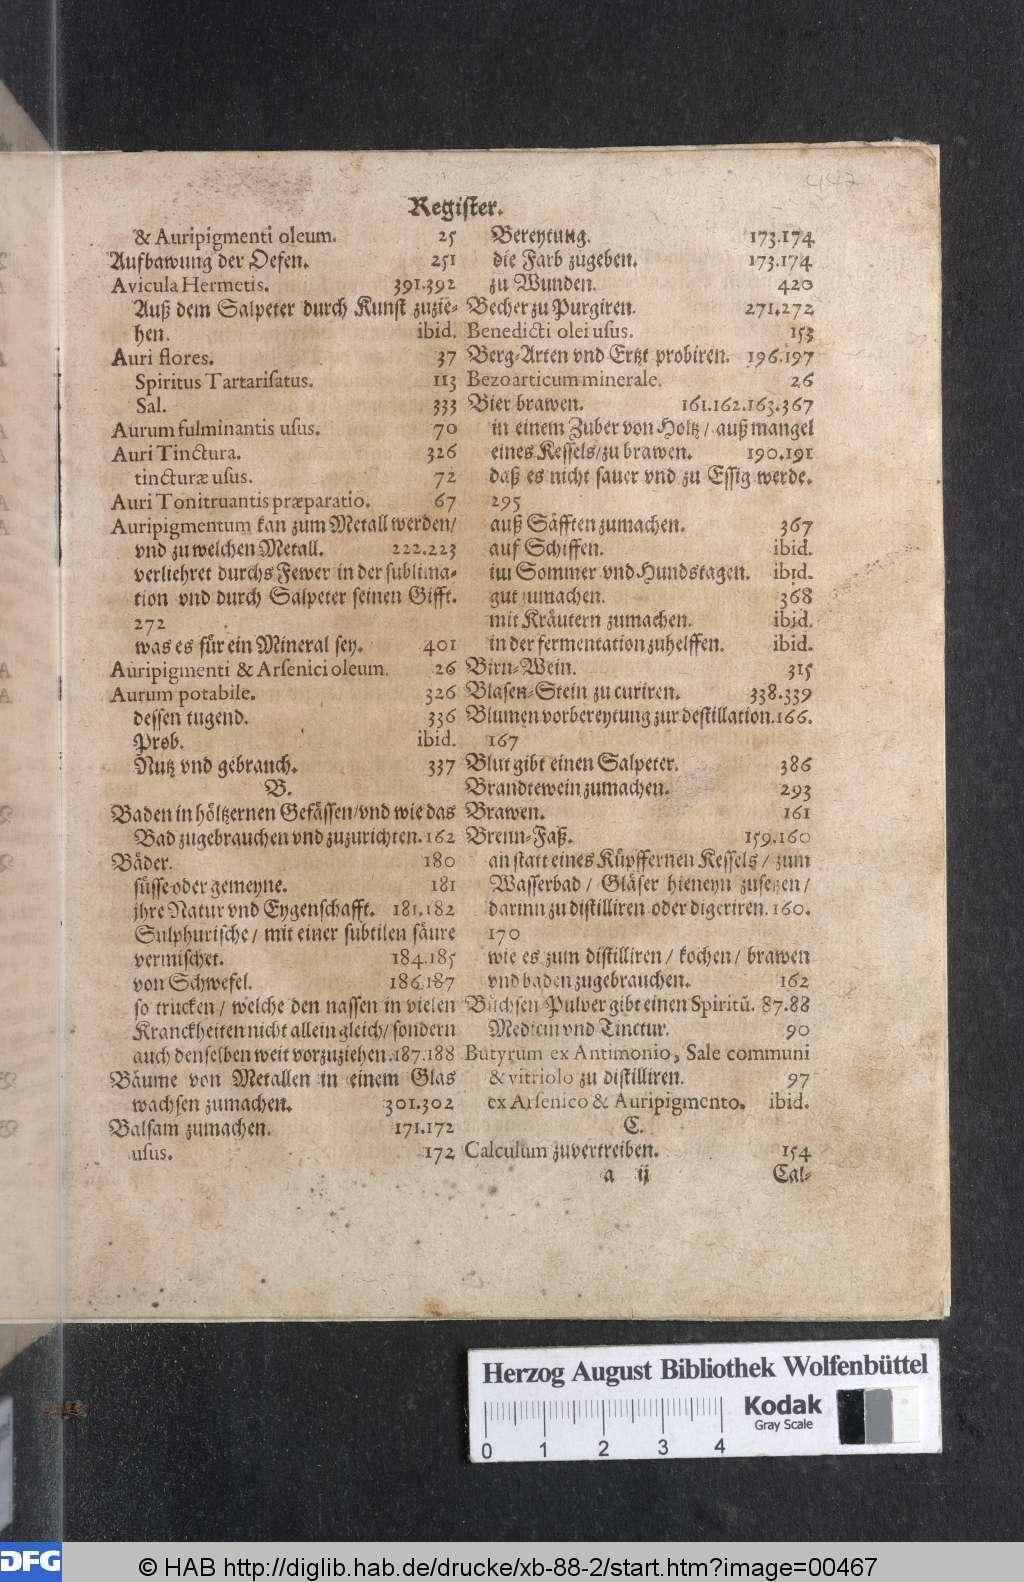 447
Register.
& Auripigmenti oleum. 25
Aufbawung der Oefen. 251
Avicula Hermetis. 391.392
Auß dem Salpeter durch Kunst zuzie-
hen. ibid.
Auri flores. 37
Spiritus Tartarisatus. 113
Sal. 333
Aurum fulminantis usus. 70
Auri Tinctura. 326
tincturæ usus. 72
Auri Tonitruantis præparatio. 67
Auripigmentum kan zum Metall werden/
vnd zu welchen Metall. 222.223
verliehret durchs Fewer in der sublima-
tion vnd durch Salpeter seinen Gifft.
272
was es für ein Mineral sey. 401
Auripigmenti & Arsenici oleum. 26
Aurum potabile. 326
dessen tugend. 336
Prob. ibid.
Nutz vnd gebrauch. 337
B.
Baden in höltzernen Gefässen/vnd wie das
Bad zugebrauchen vnd zuzurichten. 162
Bäder. 180
süsse oder gemeyne. 181
jhre Natur vnd Eygenschafft. 181.182
Sulphurische/ mit einer subtilen säure
vermischet. 184.185
von Schwefel. 186.187
so trucken/ welche den nassen in vielen
Kranckheiten nicht allein gleich/ sondern
auch denselben weit vorzuziehen. 187.188
Bäume von Metallen in einem Glas
wachsen zumachen. 301.302
Balsam zumachen. 171.172
usus. 172
Bereytung. 173.174
die Farb zugeben. 173.174
zu Wunden. 420
Becher zu Purgiren. 271.272
Benedicti olei usus. 153
Berg-Arten vnd Ertzt probiren. 196.197
Bezoarticum minerale. 26
Bier brawen. 161.162.163.367
in einem Zuber von Holtz/ auß mangel
eines Kessels/zu brawen. 190.191
daß es nicht sauer vnd zu Essig werde.
295
auß Säfften zumachen. 367
auf Schiffen. ibid.
im Sommer vnd Hundstagen. ibid.
gut zumachen. 368
mit Kräutern zumachen. ibid.
in der fermentation zuhelffen. ibid.
Birn-Wein. 315
Blasen-Stein zu curiren. 338.339
Blumen vorbereytung zur destillation. 166.
167
Blut gibt einen Salpeter. 386
Brandtewein zumachen. 293
Brawen. 161
Brenn-Faß. 159.160
an statt eines Küpffernen Kessels/ zum
Wasserbad/ Gläser hieneyn zusetzen/
darinn zu distilliren oder digeriren. 160.
170
wie es zum distilliren/ kochen/ brawen
vnd baden zugebrauchen. 162
Büchsen-Pulver gibt einen Spiritū. 87.88
Medicin vnd Tinctur. 90
Butyrum ex Antimonio, Sale communi
& vitriolo zu distilliren. 97
ex Arsenico & Auripigmento. ibid.
C.
Calculum zuvertreiben. 154
a ij Cal-
Herzog August Bibliothek Wolfenbüttel
Kodak
Gray Scale
0 1 2 3 4
DFG
© HAB http://diglib.hab.de/drucke/xb-88-2/start.htm?image=00467